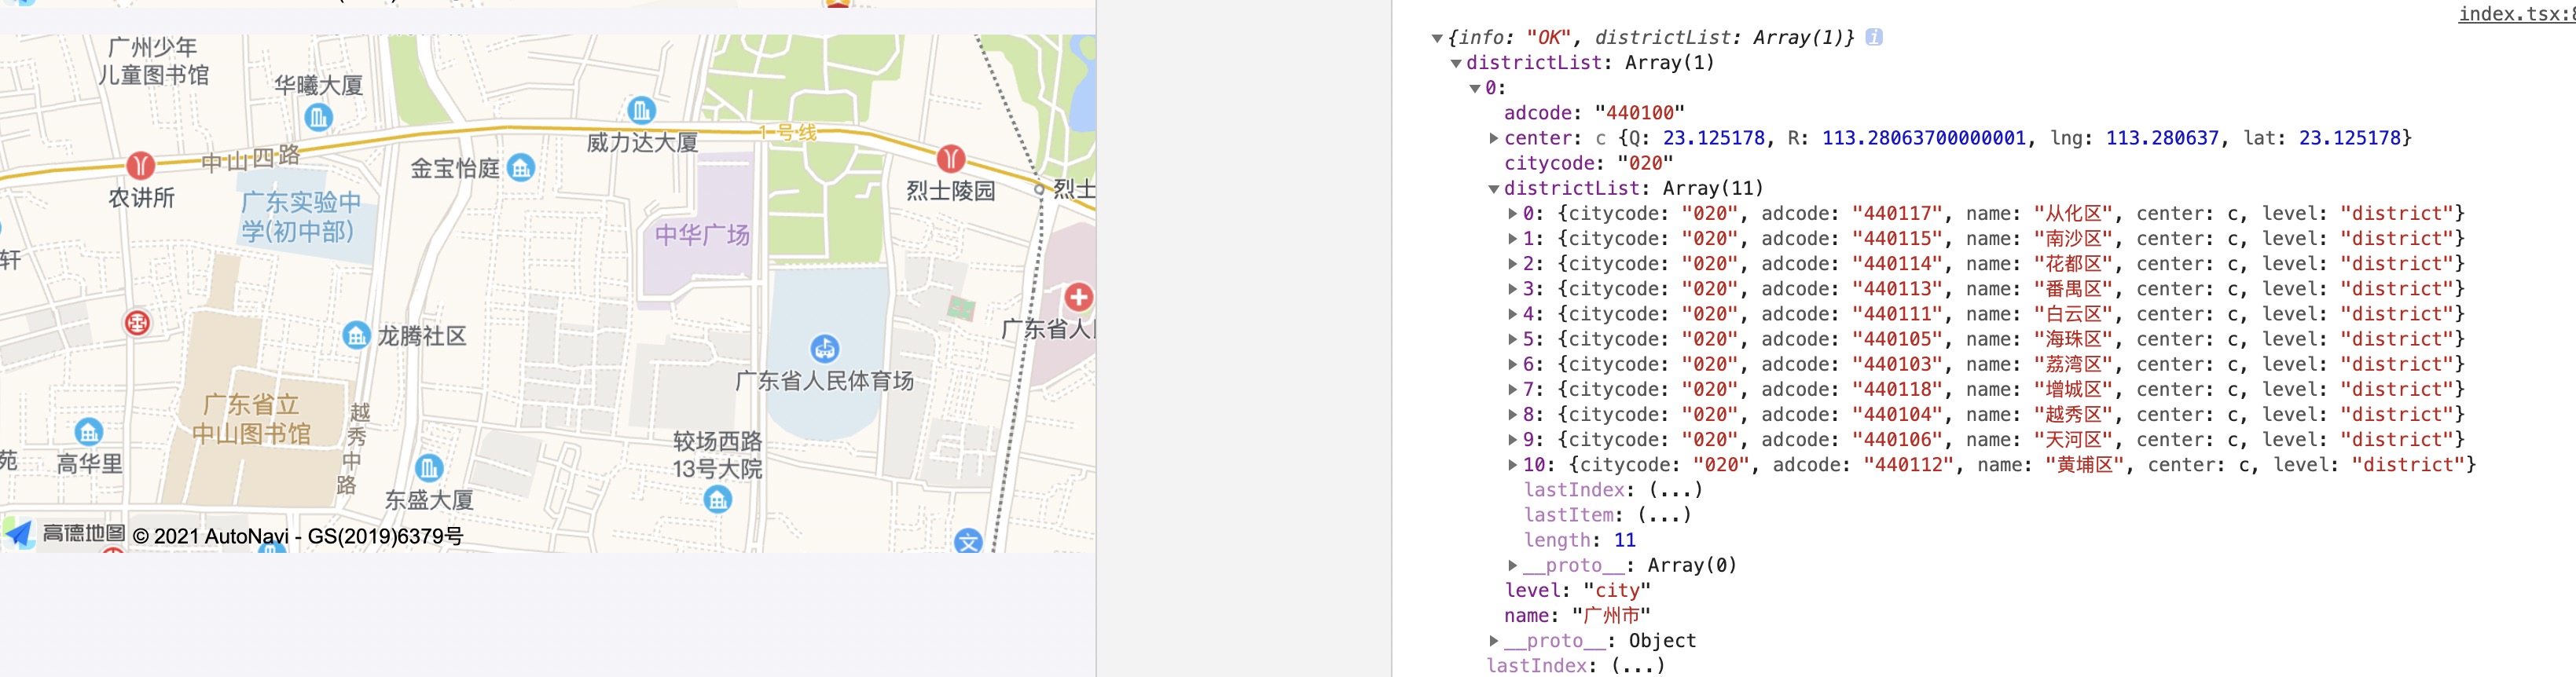 广州少年
儿童图书馆
华曦大厦
威力达大厦
1号线
中山四路
农讲所
金宝怡庭
烈士陵园
烈士
广东实验中
学(初中部)
中华广场
轩
广东省人
龙腾社区
广东省人民体育场
广东省立
中山图书馆
越秀中路
较场西路
13号大院
苑
高华里
东盛大厦
高德地图 © 2021 AutoNavi - GS(2019)6379号
文
index.tsx:8
{info: "OK", districtList: Array(1)} i
districtList: Array(1)
0:
adcode: "440100"
center: c {Q: 23.125178, R: 113.28063700000001, lng: 113.280637, lat: 23.125178}
citycode: "020"
districtList: Array(11)
0: {citycode: "020", adcode: "440117", name: "从化区", center: c, level: "district"}
1: {citycode: "020", adcode: "440115", name: "南沙区", center: c, level: "district"}
2: {citycode: "020", adcode: "440114", name: "花都区", center: c, level: "district"}
3: {citycode: "020", adcode: "440113", name: "番禺区", center: c, level: "district"}
4: {citycode: "020", adcode: "440111", name: "白云区", center: c, level: "district"}
5: {citycode: "020", adcode: "440105", name: "海珠区", center: c, level: "district"}
6: {citycode: "020", adcode: "440103", name: "荔湾区", center: c, level: "district"}
7: {citycode: "020", adcode: "440118", name: "增城区", center: c, level: "district"}
8: {citycode: "020", adcode: "440104", name: "越秀区", center: c, level: "district"}
9: {citycode: "020", adcode: "440106", name: "天河区", center: c, level: "district"}
10: {citycode: "020", adcode: "440112", name: "黄埔区", center: c, level: "district"}
lastIndex: (...)
lastItem: (...)
length: 11
__proto__: Array(0)
level: "city"
name: "广州市"
__proto__: Object
lastIndex: (...)